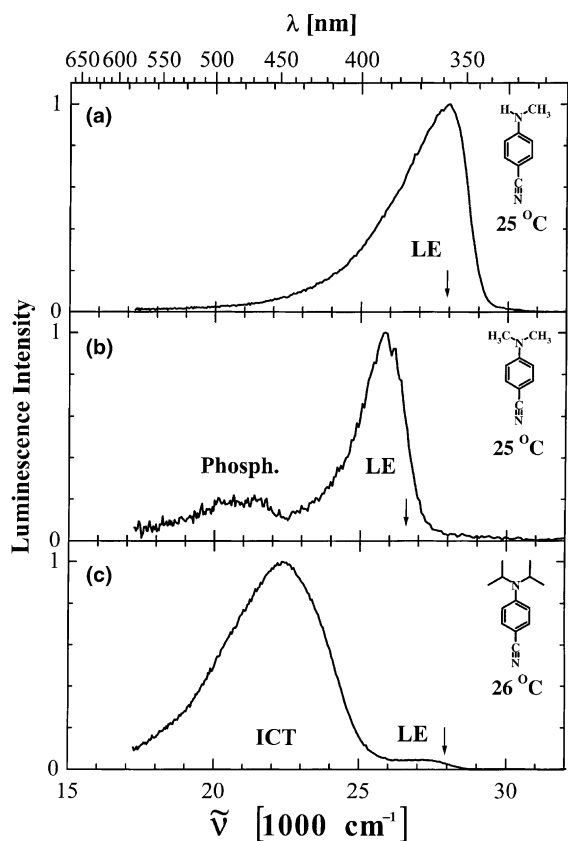 λ [nm]
650 600 550 500 450 400 350
Luminescence Intensity
1
(a)
H N CH3
C
N
25 °C
LE
0
1
(b)
H3C N CH3
C
N
25 °C
Phosph.
LE
0
1
(c)
N
C
N
26 °C
ICT
LE
0
15 20 25 30
ṽ [1000 cm⁻¹]